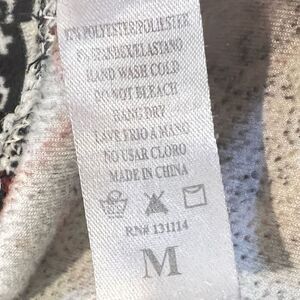 POLYESTER/POLIESTER
SPANDEX/ELASTANO
HAND WASH COLD
DO NOT BLEACH
HANG DRY
LAVE FRIO A MANO
NO USAR CLORO
MADE IN CHINA
RN# 131114
M